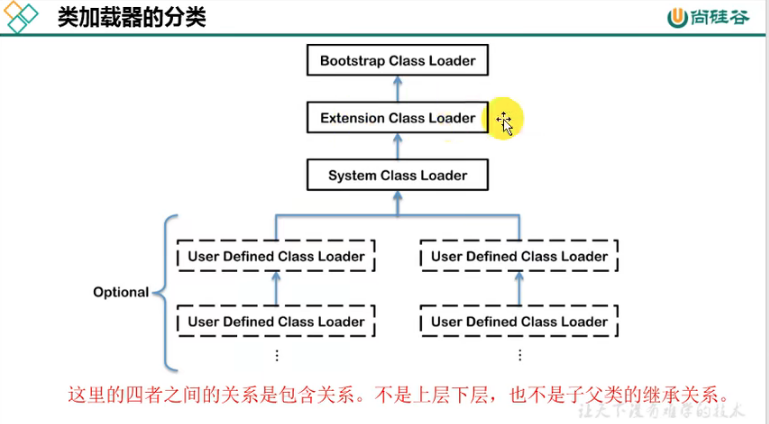 类加载器的分类
尚硅谷
Bootstrap Class Loader
Extension Class Loader
System Class Loader
User Defined Class Loader
User Defined Class Loader
Optional
User Defined Class Loader
User Defined Class Loader
⋮
⋮
这里的四者之间的关系是包含关系。不是上层下层，也不是子父类的继承关系。
让天下没有难学的技术